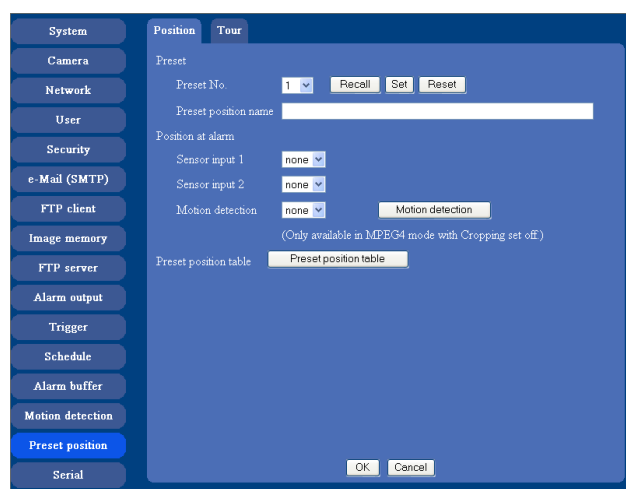 System
Camera
Network
User
Security
e-Mail (SMTP)
FTP client
Image memory
FTP server
Alarm output
Trigger
Schedule
Alarm buffer
Motion detection
Preset position
Serial
Position Tour
Preset
Preset No. 1 Recall Set Reset
Preset position name
Position at alarm
Sensor input 1 none
Sensor input 2 none
Motion detection none Motion detection
(Only available in MPEG4 mode with Cropping set off.)
Preset position table Preset position table
OK Cancel